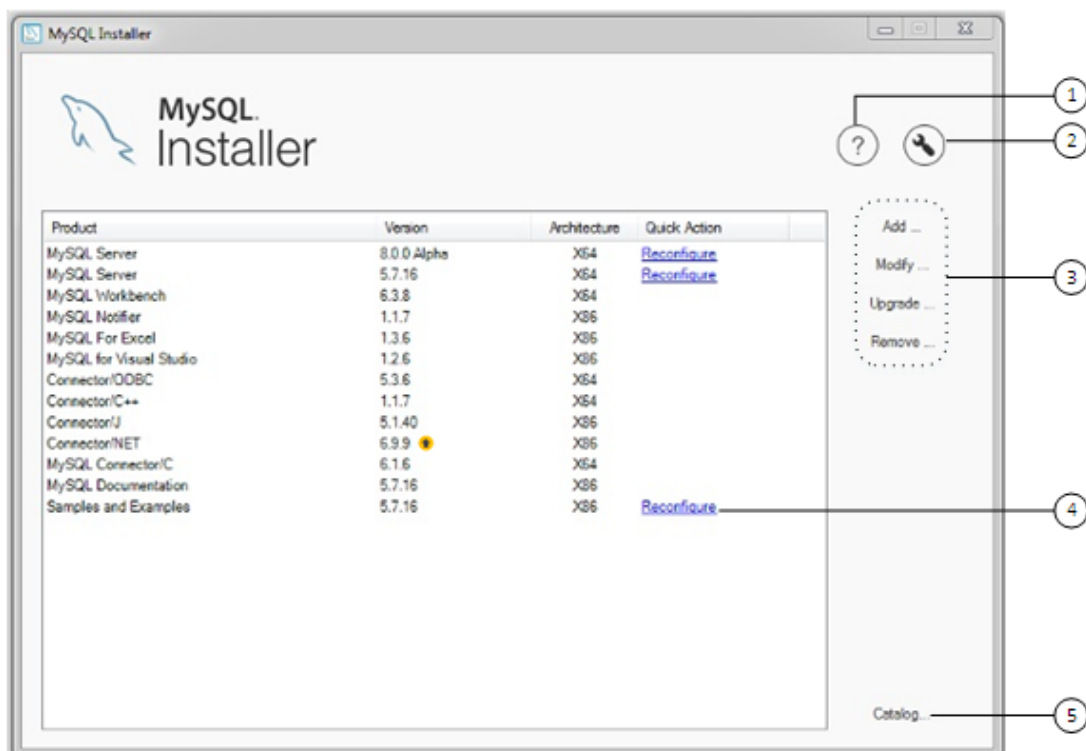 MySQL Installer
MySQL.
Installer
1
?
2
Product Version Architecture Quick Action
MySQL Server 8.0.0 Alpha X64 Reconfigure
MySQL Server 5.7.16 X64 Reconfigure
MySQL Workbench 6.3.8 X64
MySQL Notifier 1.1.7 X86
MySQL For Excel 1.3.6 X86
MySQL for Visual Studio 1.2.6 X86
Connector/ODBC 5.3.6 X64
Connector/C++ 1.1.7 X64
Connector/J 5.1.40 X86
Connector/NET 6.9.9 X86
MySQL Connector/C 6.1.6 X64
MySQL Documentation 5.7.16 X86
Samples and Examples 5.7.16 X86 Reconfigure
Add ...
Modify ...
Upgrade ...
Remove ...
3
4
Catalog...
5